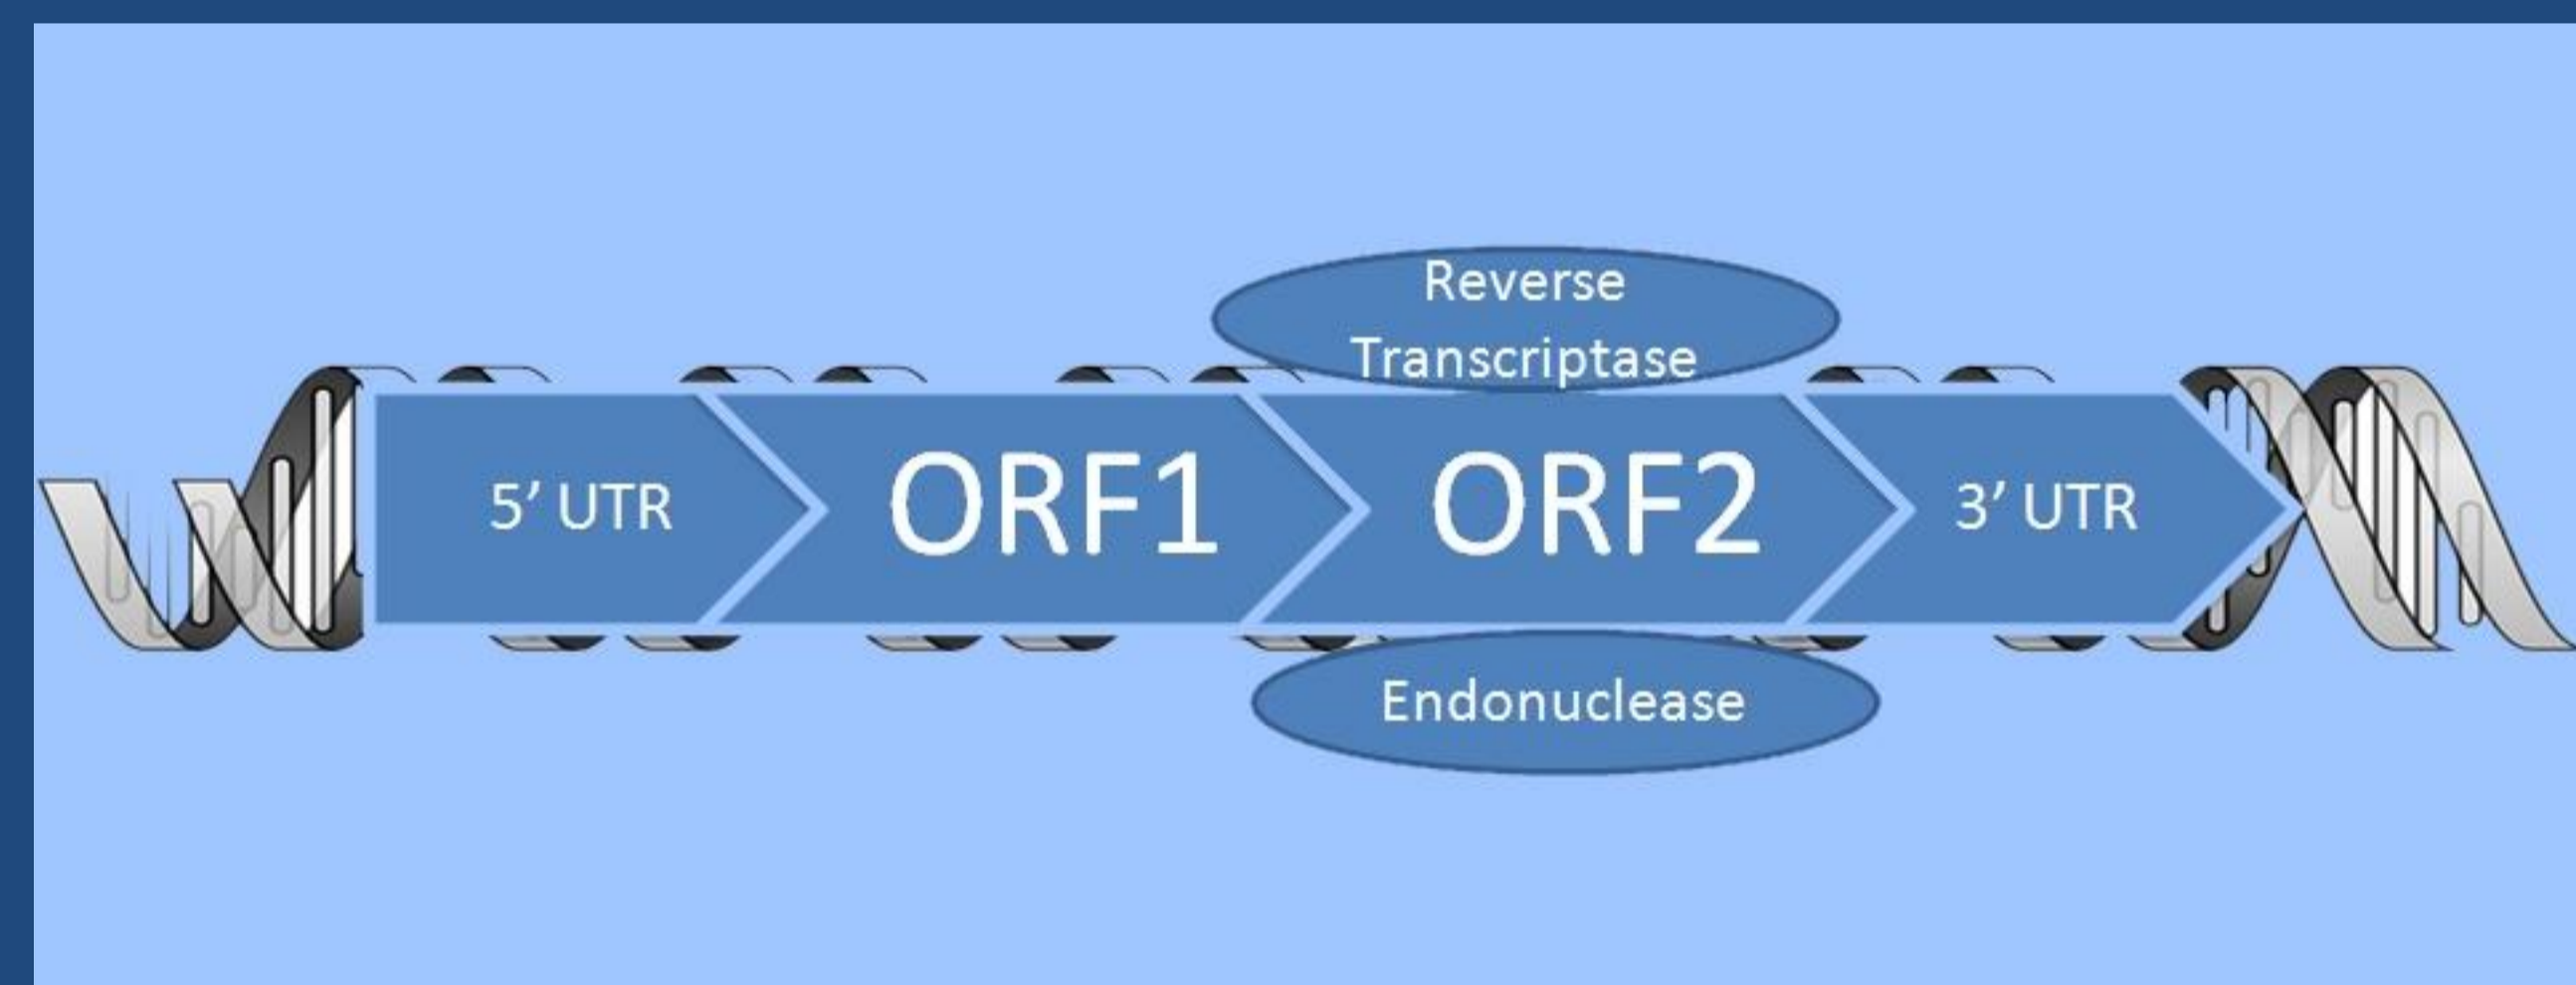 Reverse
Transcriptase
5’ UTR
ORF1
ORF2
3’ UTR
Endonuclease